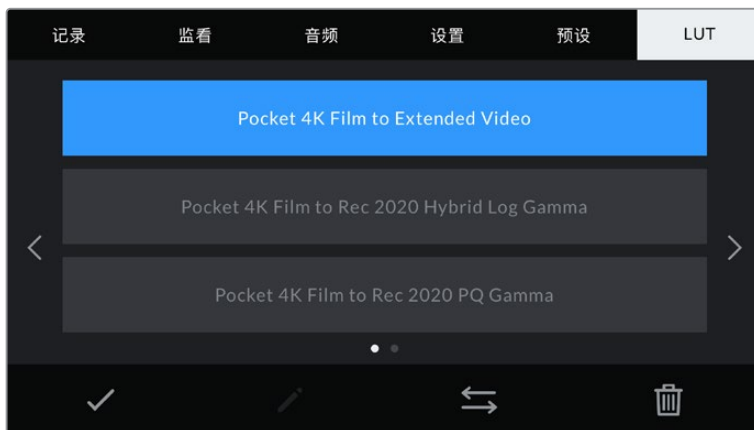 记录 监看 音频 设置 预设 LUT
Pocket 4K Film to Extended Video
Pocket 4K Film to Rec 2020 Hybrid Log Gamma
Pocket 4K Film to Rec 2020 PQ Gamma